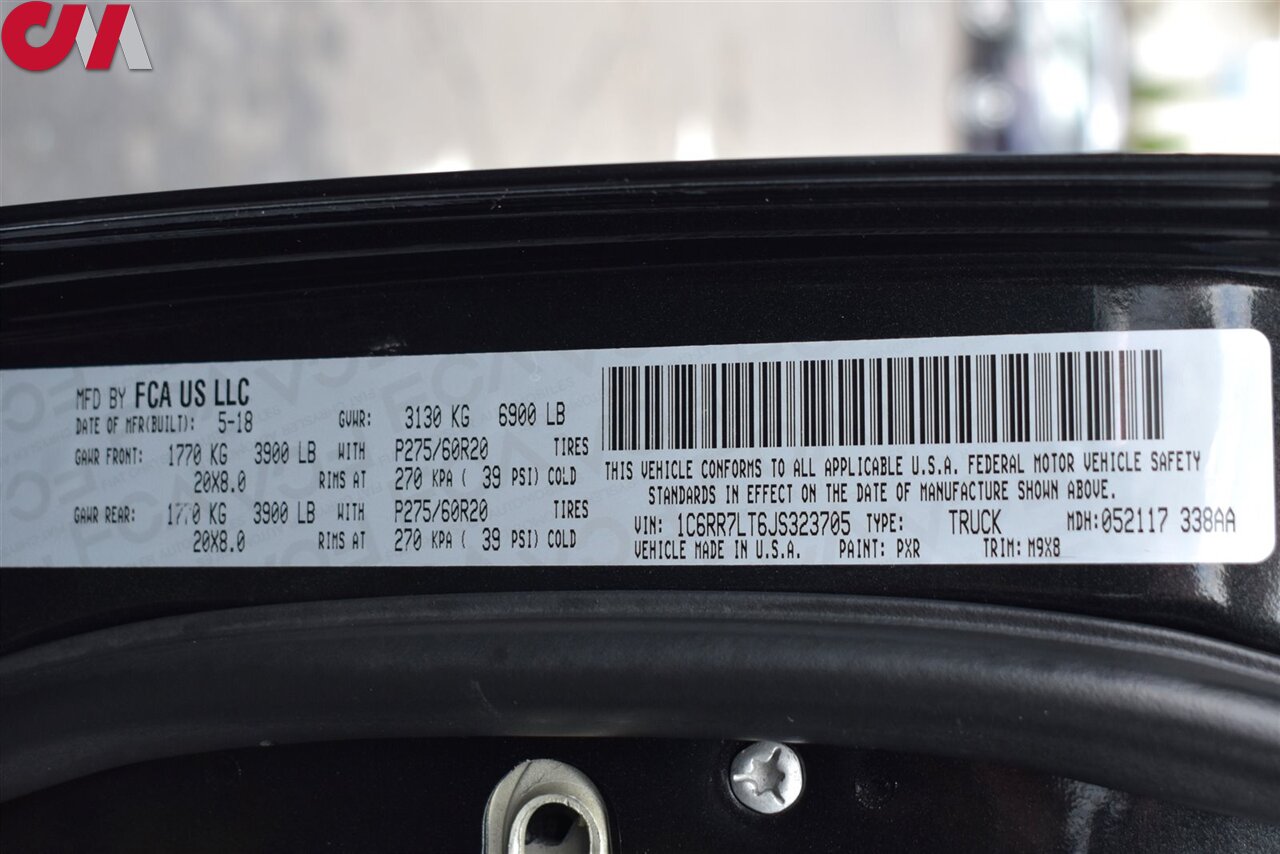 CM
MFD BY FCA US LLC
DATE OF MFR(BUILT): 5-18 GVWR: 3130 KG 6900 LB
GAWR FRONT: 1770 KG 3900 LB WITH P275/60R20 TIRES
20X8.0 RIMS AT 270 KPA ( 39 PSI) COLD
GAWR REAR: 1770 KG 3900 LB WITH P275/60R20 TIRES
20X8.0 RIMS AT 270 KPA ( 39 PSI) COLD
THIS VEHICLE CONFORMS TO ALL APPLICABLE U.S.A. FEDERAL MOTOR VEHICLE SAFETY
STANDARDS IN EFFECT ON THE DATE OF MANUFACTURE SHOWN ABOVE.
VIN: 1C6RR7LT6JS323705 TYPE: TRUCK MDH:052117 338AA
VEHICLE MADE IN U.S.A. PAINT: PXR TRIM: M9X8